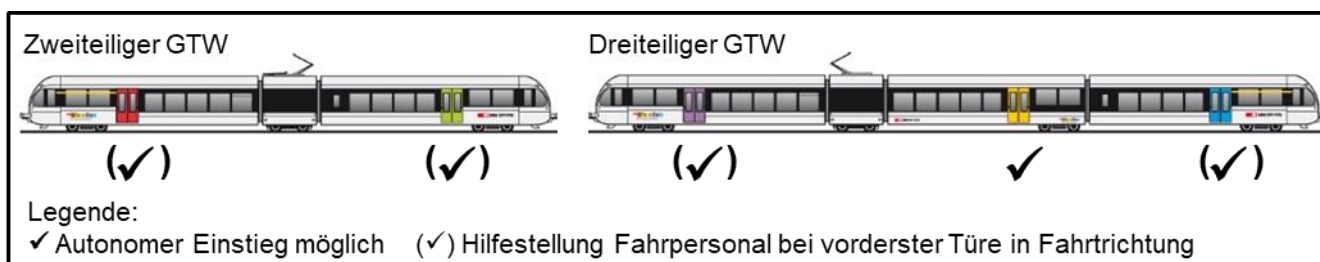 Zweiteiliger GTW
Dreiteiliger GTW
(✓) (✓) (✓) ✓ (✓)
Legende:
✓ Autonomer Einstieg möglich (✓) Hilfestellung Fahrpersonal bei vorderster Türe in Fahrtrichtung